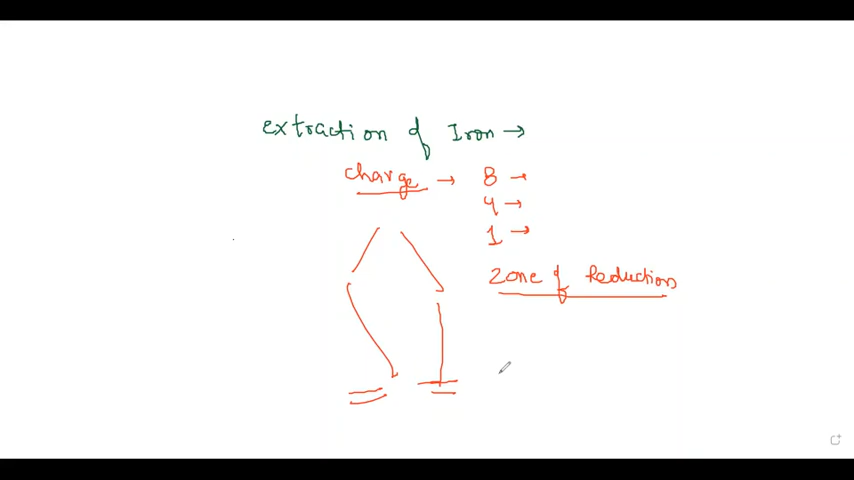 extraction of Iron →
charge → 8 →
4 →
1 →
Zone of Reduction